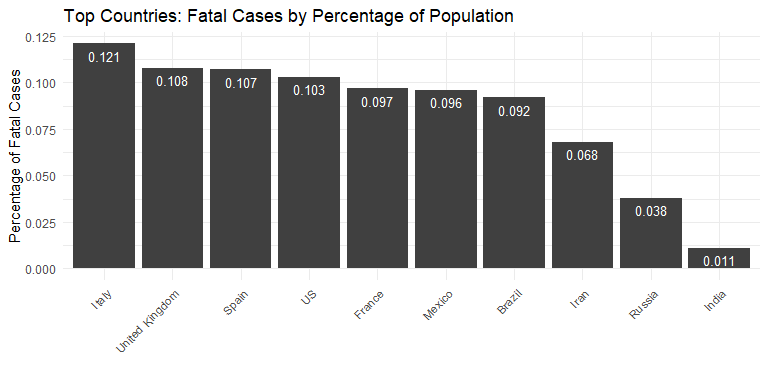 Top Countries: Fatal Cases by Percentage of Population
Percentage of Fatal Cases
0.125
0.100
0.075
0.050
0.025
0.000
0.121
0.108
0.107
0.103
0.097
0.096
0.092
0.068
0.038
0.011
Italy
United Kingdom
Spain
US
France
Mexico
Brazil
Iran
Russia
India